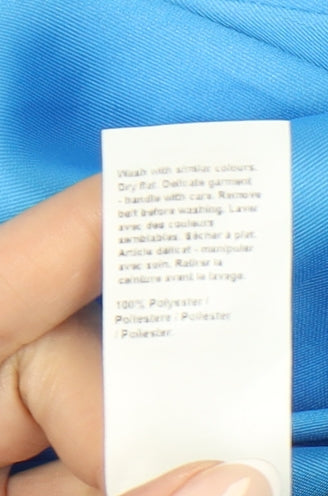 Wash with similar colours.
Dry flat. Delicate garment
- handle with care. Remove
belt before washing. Laver
avec des couleurs
semblables. Sécher à plat.
Article délicat - manipuler
avec soin. Retirer la
ceinture avant le lavage.
100% Polyester /
Poliestere / Poliester
/ Poliester.